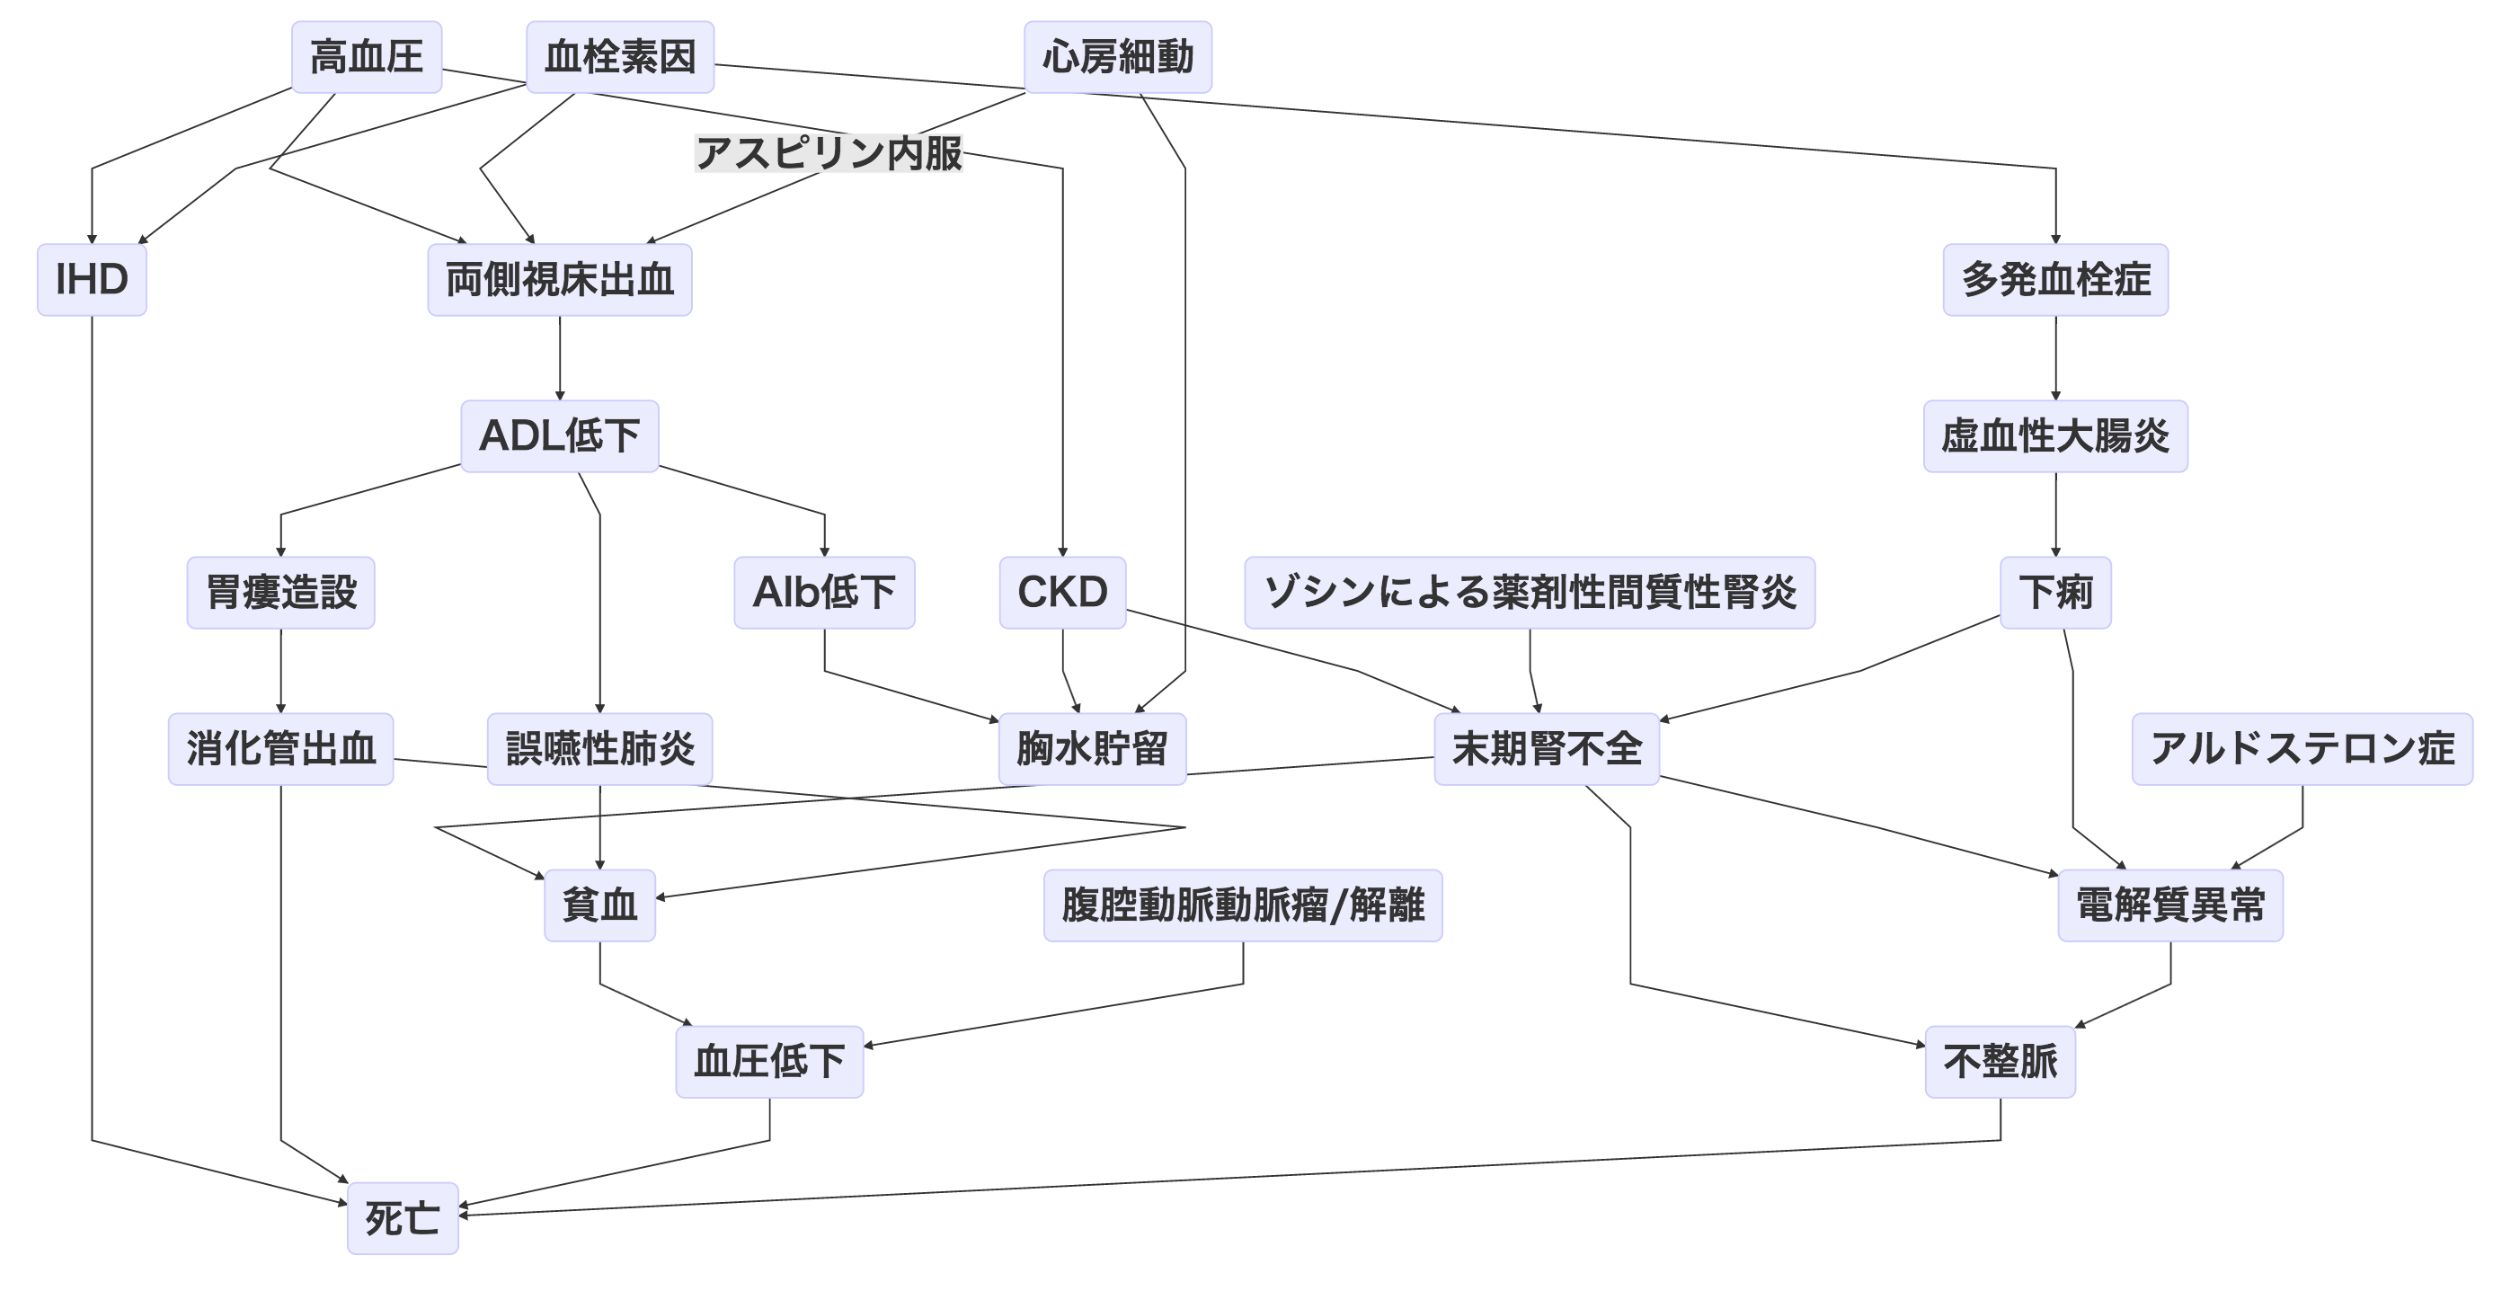 高血圧
血栓素因
心房細動
アスピリン内服
IHD
両側視床出血
多発血栓症
ADL低下
虚血性大腸炎
胃瘻造設
Alb低下
CKD
ゾシンによる薬剤性間質性腎炎
下痢
消化管出血
誤嚥性肺炎
胸水貯留
末期腎不全
アルドステロン症
貧血
腹腔動脈動脈瘤/解離
電解質異常
血圧低下
不整脈
死亡